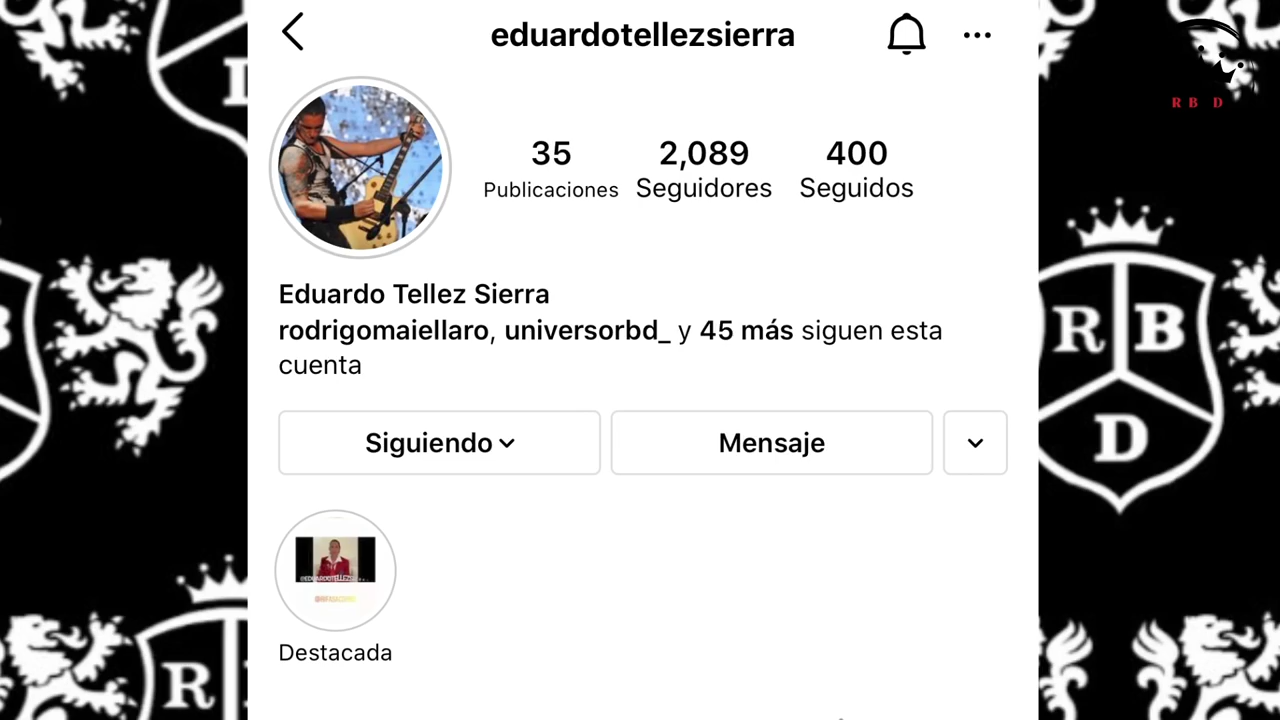 eduardotellezsierra
R B D
35
2,089
400
Publicaciones
Seguidores
Seguidos
Eduardo Tellez Sierra
rodrigomaiellaro, universorbd_ y 45 más siguen esta
cuenta
Siguiendo
Mensaje
Destacada
R B
D
R